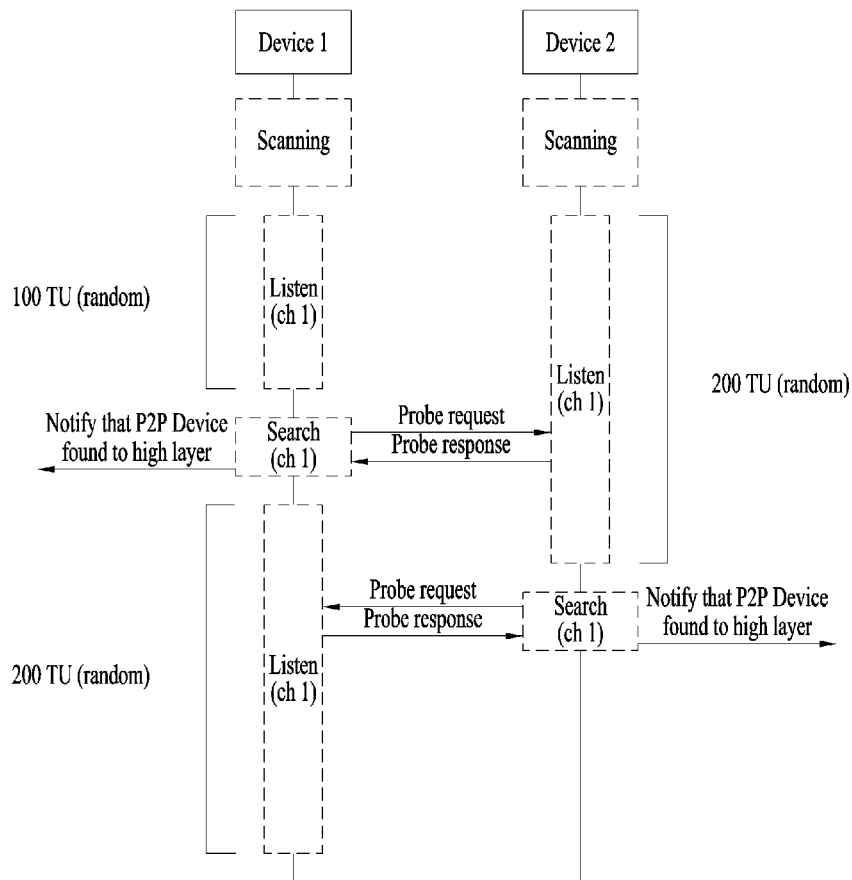 Device 1
Device 2
Scanning
Scanning
100 TU (random)
Listen
(ch 1)
Listen
(ch 1)
200 TU (random)
Notify that P2P Device
found to high layer
Search
(ch 1)
Probe request
Probe response
Probe request
Probe response
Search
(ch 1)
Notify that P2P Device
found to high layer
200 TU (random)
Listen
(ch 1)